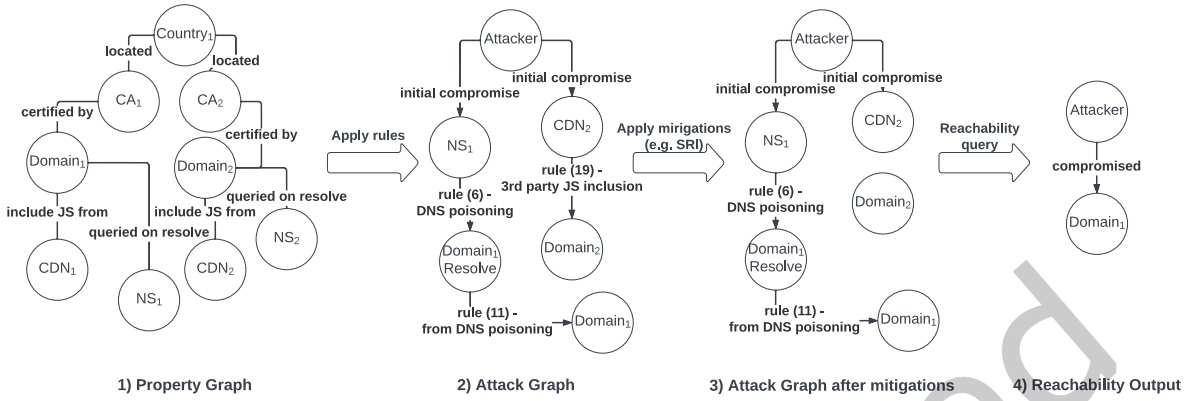 Country1
located
located
CA1
CA2
certified by
certified by
Domain1
Domain2
include JS from
queried on resolve
include JS from
queried on resolve
CDN1
NS1
CDN2
NS2
1) Property Graph
Apply rules
Attacker
initial compromise
initial compromise
NS1
CDN2
rule (6) -
DNS poisoning
rule (19) -
3rd party JS inclusion
Domain1
Resolve
Domain2
rule (11) -
from DNS poisoning
Domain1
2) Attack Graph
Apply mirigations
(e.g. SRI)
Attacker
initial compromise
initial compromise
NS1
CDN2
rule (6) -
DNS poisoning
Domain2
Domain1
Resolve
rule (11) -
from DNS poisoning
Domain1
3) Attack Graph after mitigations
Reachability
query
Attacker
compromised
Domain1
4) Reachability Output